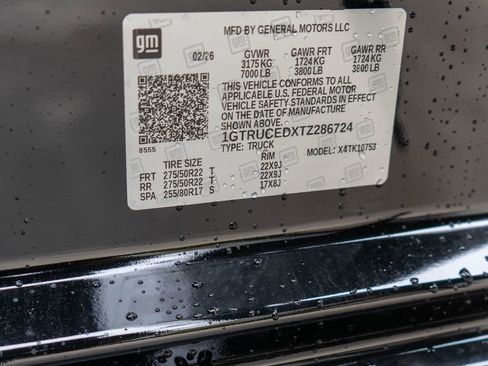 gm
MFD BY GENERAL MOTORS LLC
02/26 GVWR GAWR FRT GAWR RR
3175 KG 1724 KG 1724 KG
7000 LB 3800 LB 3800 LB
THIS VEHICLE CONFORMS TO ALL
APPLICABLE U.S. FEDERAL MOTOR
VEHICLE SAFETY STANDARDS IN EFFECT
ON THE DATE OF MANUFACTURE
SHOWN ABOVE.
1GTRUCEDXTZ286724
8555 TYPE: TRUCK MODEL: X4TK10753
TIRE SIZE RIM
FRT 275/50R22 T 22X9J
RR 275/50R22 T 22X9J
SPA 255/80R17 S 17X8J